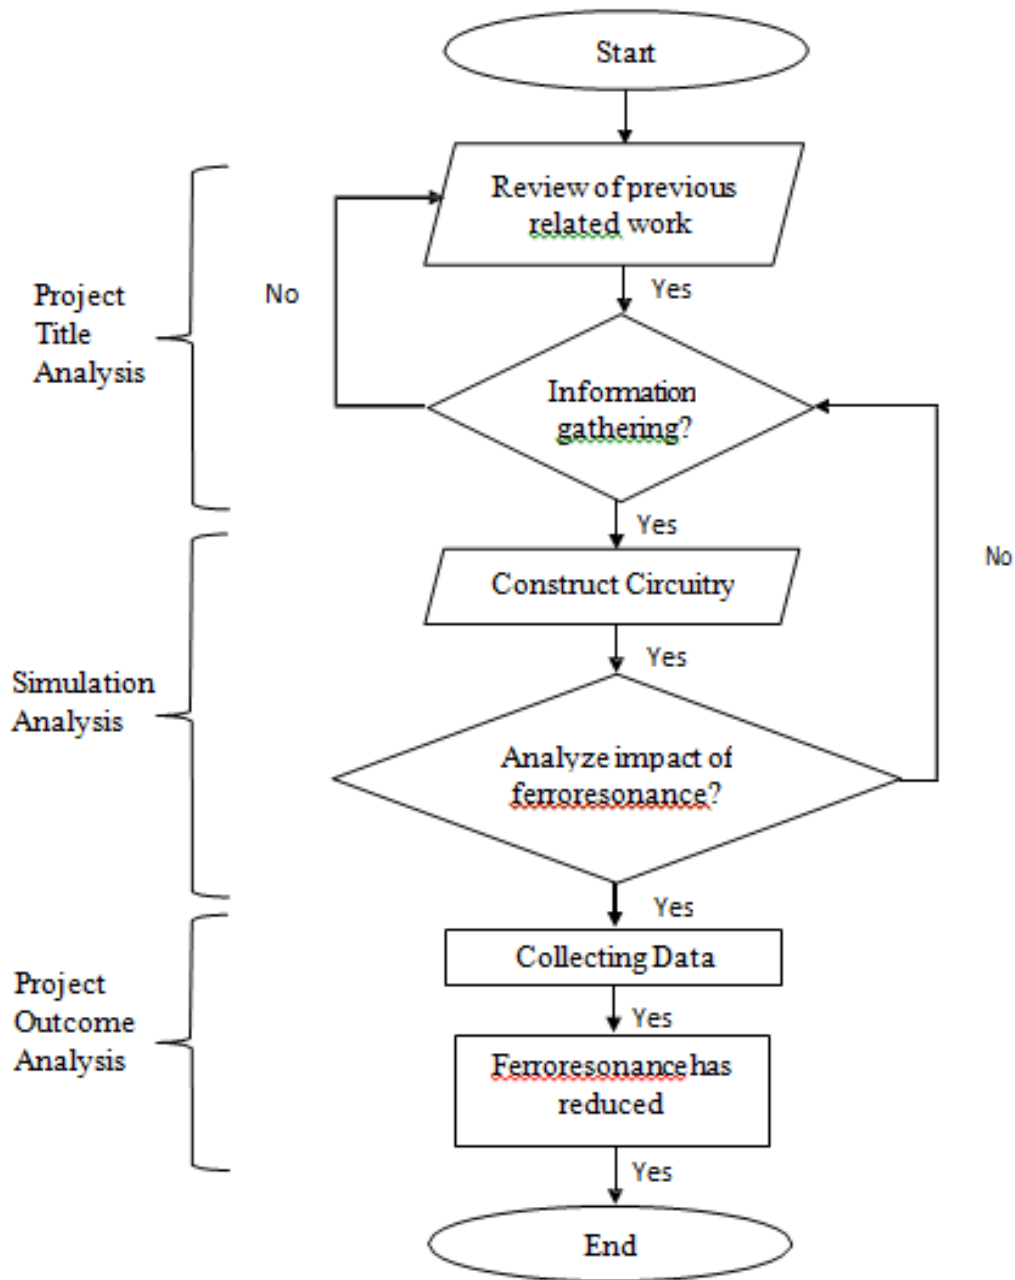 Start
Review of previous
related work
Yes
No
Project
Title
Analysis
Information
gathering?
Yes
Construct Circuitry
No
Yes
Simulation
Analysis
Analyze impact of
ferroresonance?
Yes
Collecting Data
Project
Outcome
Analysis
Yes
Ferroresonance has
reduced
Yes
End